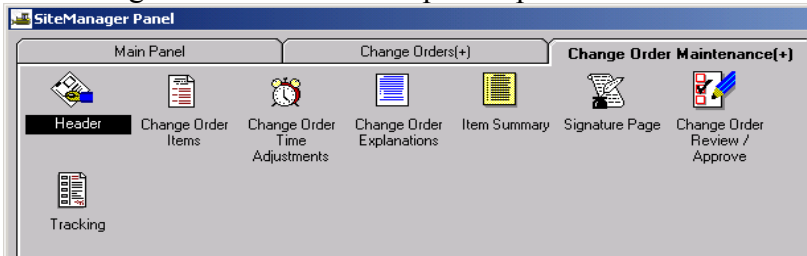 SiteManager Panel
Main Panel
Change Orders(+)
Change Order Maintenance(+)
Header
Change Order
Items
Change Order
Time
Adjustments
Change Order
Explanations
Item Summary
Signature Page
Change Order
Review /
Approve
Tracking